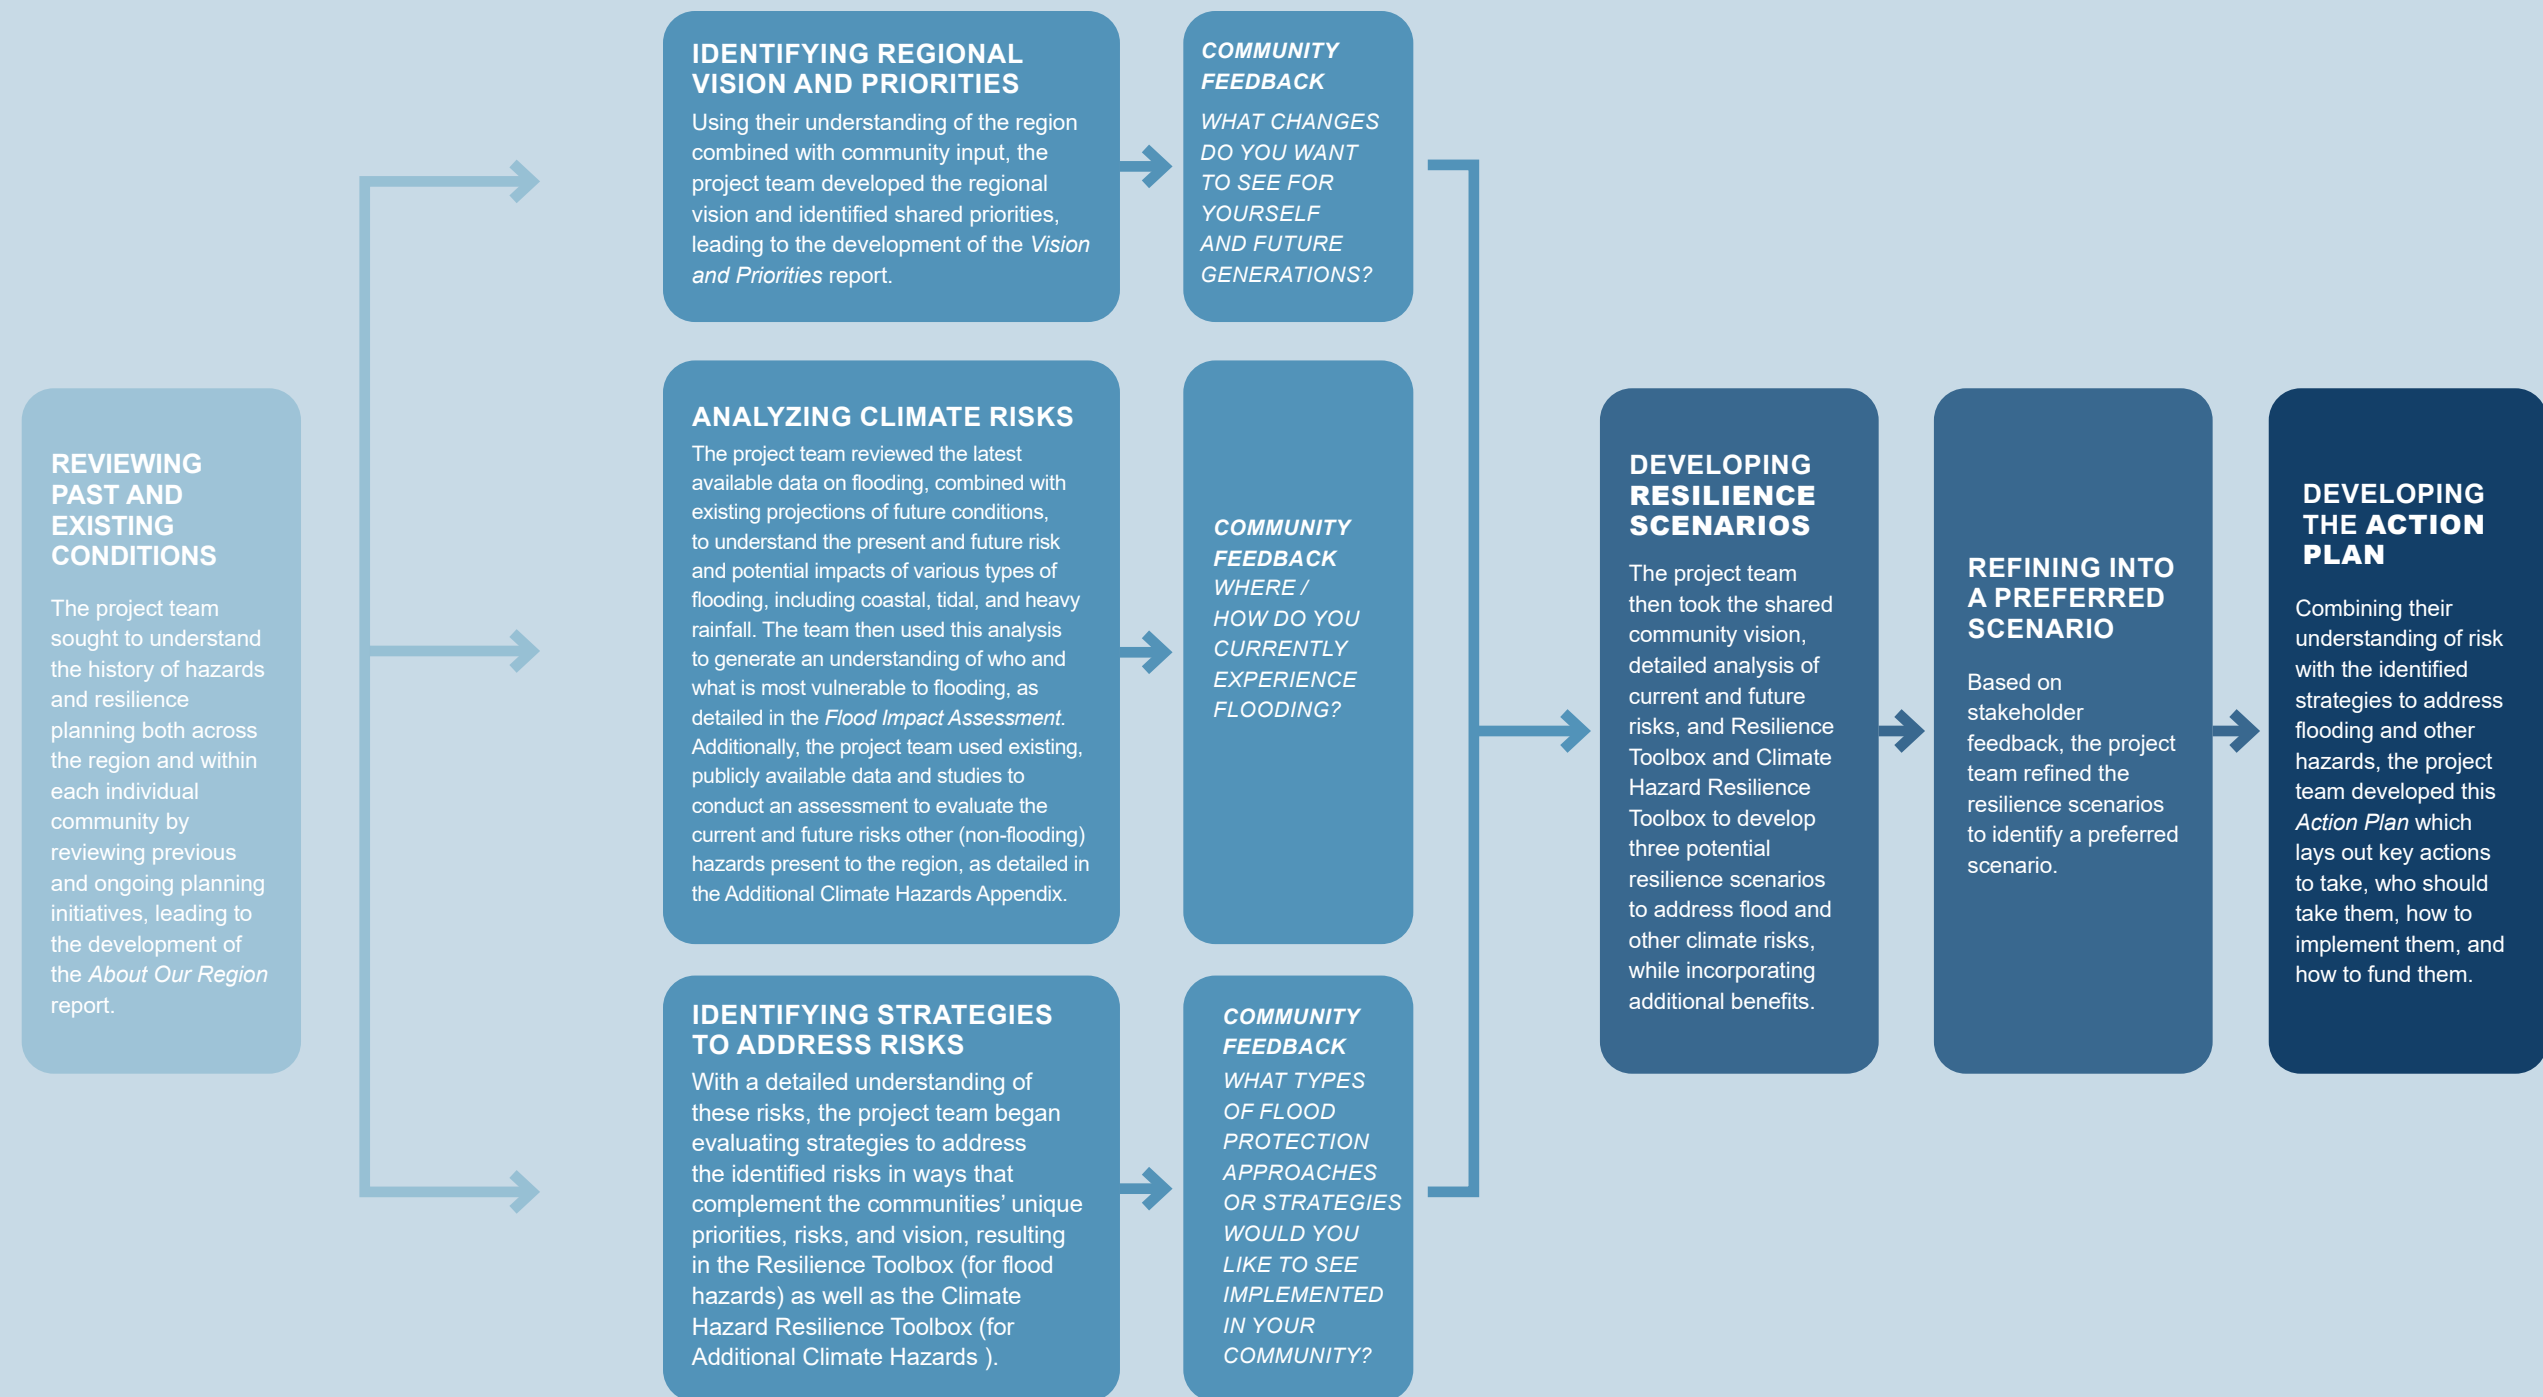 REVIEWING
PAST AND
EXISTING
CONDITIONS
The project team
sought to understand
the history of hazards
and resilience
planning both across
the region and within
each individual
community by
reviewing previous
and ongoing planning
initiatives, leading to
the development of
the About Our Region
report.
IDENTIFYING REGIONAL
VISION AND PRIORITIES
Using their understanding of the region
combined with community input, the
project team developed the regional
vision and identified shared priorities,
leading to the development of the Vision
and Priorities report.
COMMUNITY
FEEDBACK
WHAT CHANGES
DO YOU WANT
TO SEE FOR
YOURSELF
AND FUTURE
GENERATIONS?
ANALYZING CLIMATE RISKS
The project team reviewed the latest
available data on flooding, combined with
existing projections of future conditions,
to understand the present and future risk
and potential impacts of various types of
flooding, including coastal, tidal, and heavy
rainfall. The team then used this analysis
to generate an understanding of who and
what is most vulnerable to flooding, as
detailed in the Flood Impact Assessment.
Additionally, the project team used existing,
publicly available data and studies to
conduct an assessment to evaluate the
current and future risks other (non-flooding)
hazards present to the region, as detailed in
the Additional Climate Hazards Appendix.
COMMUNITY
FEEDBACK
WHERE /
HOW DO YOU
CURRENTLY
EXPERIENCE
FLOODING?
IDENTIFYING STRATEGIES
TO ADDRESS RISKS
With a detailed understanding of
these risks, the project team began
evaluating strategies to address
the identified risks in ways that
complement the communities’ unique
priorities, risks, and vision, resulting
in the Resilience Toolbox (for flood
hazards) as well as the Climate
Hazard Resilience Toolbox (for
Additional Climate Hazards ).
COMMUNITY
FEEDBACK
WHAT TYPES
OF FLOOD
PROTECTION
APPROACHES
OR STRATEGIES
WOULD YOU
LIKE TO SEE
IMPLEMENTED
IN YOUR
COMMUNITY?
DEVELOPING
RESILIENCE
SCENARIOS
The project team
then took the shared
community vision,
detailed analysis of
current and future
risks, and Resilience
Toolbox and Climate
Hazard Resilience
Toolbox to develop
three potential
resilience scenarios
to address flood and
other climate risks,
while incorporating
additional benefits.
REFINING INTO
A PREFERRED
SCENARIO
Based on
stakeholder
feedback, the project
team refined the
resilience scenarios
to identify a preferred
scenario.
DEVELOPING
THE ACTION
PLAN
Combining their
understanding of risk
with the identified
strategies to address
flooding and other
hazards, the project
team developed this
Action Plan which
lays out key actions
to take, who should
take them, how to
implement them, and
how to fund them.